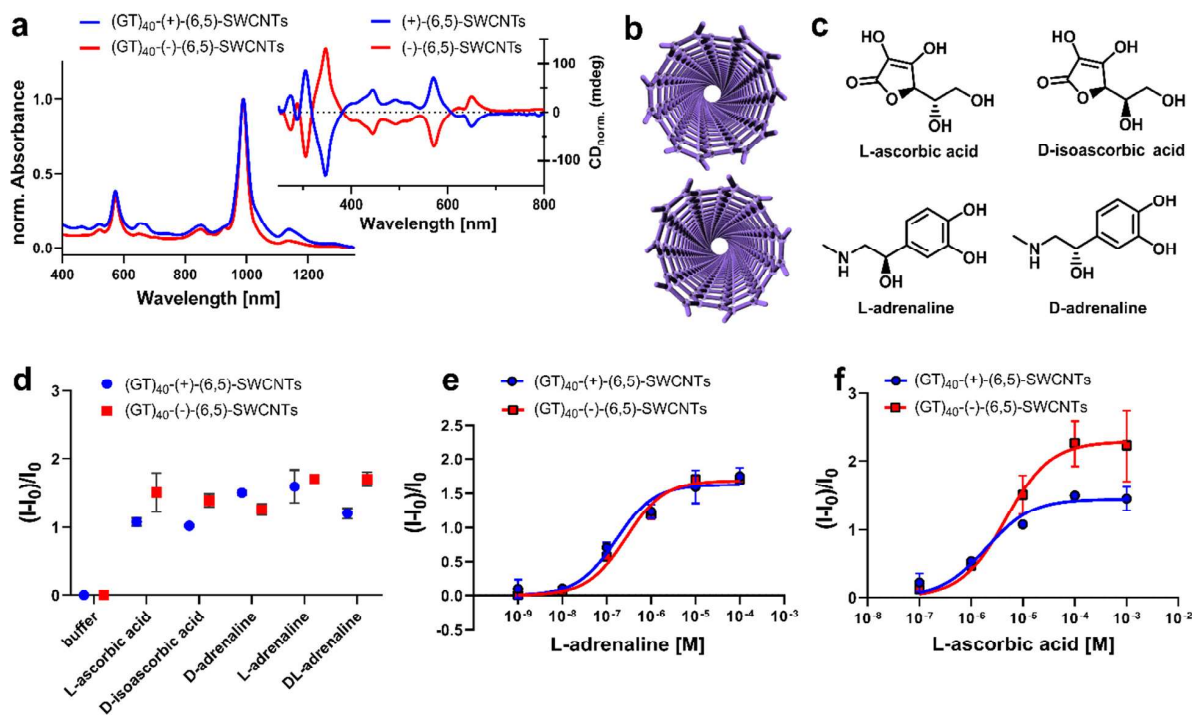 a
(GT)₄₀-(+)-(6,5)-SWCNTs
(GT)₄₀-(-)-(6,5)-SWCNTs
(+)-(6,5)-SWCNTs
(-)-(6,5)-SWCNTs
norm. Absorbance
1.0
0.5
0.0
400 600 800 1000 1200
Wavelength [nm]
100
0
-100
CDnorm. (mdeg)
400 600 800
Wavelength [nm]
b
c
HO OH
O O OH
OH
L-ascorbic acid
HO OH
O O OH
OH
D-isoascorbic acid
OH
N OH
H OH
L-adrenaline
OH
N OH
H OH
D-adrenaline
d
(GT)₄₀-(+)-(6,5)-SWCNTs
(GT)₄₀-(-)-(6,5)-SWCNTs
(I-I₀)/I₀
3
2
1
0
buffer
L-ascorbic acid
D-isoascorbic acid
D-adrenaline
L-adrenaline
DL-adrenaline
e
(GT)₄₀-(+)-(6,5)-SWCNTs
(GT)₄₀-(-)-(6,5)-SWCNTs
(I-I₀)/I₀
2.5
2.0
1.5
1.0
0.5
0.0
-0.5
10⁻⁹ 10⁻⁸ 10⁻⁷ 10⁻⁶ 10⁻⁵ 10⁻⁴ 10⁻³
L-adrenaline [M]
f
(GT)₄₀-(+)-(6,5)-SWCNTs
(GT)₄₀-(-)-(6,5)-SWCNTs
(I-I₀)/I₀
3
2
1
0
10⁻⁸ 10⁻⁷ 10⁻⁶ 10⁻⁵ 10⁻⁴ 10⁻³ 10⁻²
L-ascorbic acid [M]